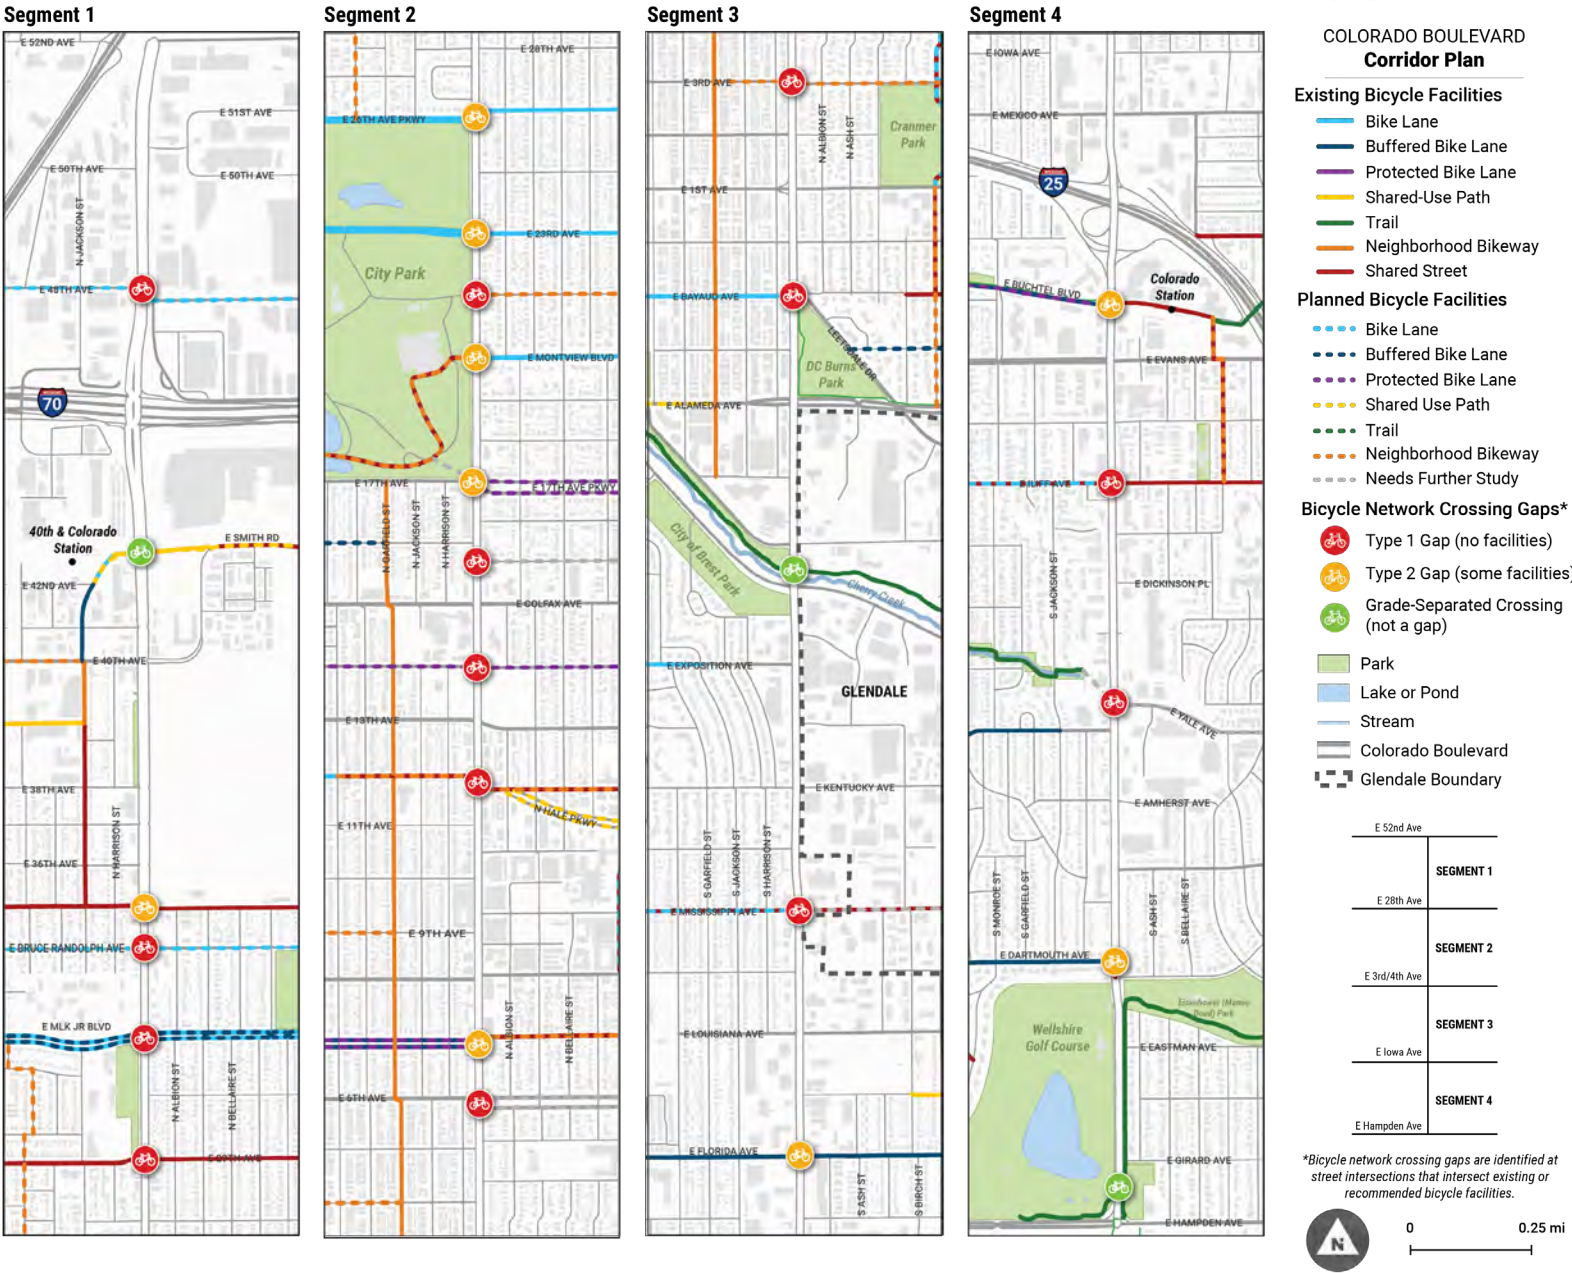 Segment 1
E 52ND AVE
E 51ST AVE
E 50TH AVE
E 50TH AVE
N JACKSON ST
E 48TH AVE
70
40th & Colorado
Station
E SMITH RD
E 42ND AVE
E 40TH AVE
E 38TH AVE
N HARRISON ST
E 36TH AVE
E BRUCE RANDOLPH AVE
E MLK JR BLVD
N ALBION ST
N BELLAIRE ST
E 29TH AVE
Segment 2
E 28TH AVE
E 26TH AVE PKWY
E 23RD AVE
City Park
E MONTVIEW BLVD
E 17TH AVE
E 17TH AVE PKWY
N GARFIELD ST
N JACKSON ST
N HARRISON ST
E COLFAX AVE
E 13TH AVE
N HALE PKWY
E 11TH AVE
E 9TH AVE
N ALBION ST
N BELLAIRE ST
E 6TH AVE
Segment 3
E 3RD AVE
N ALBION ST
N ASH ST
Cranmer
Park
E 1ST AVE
E BAYAUD AVE
LEETSDALE DR
DC Burns
Park
E ALAMEDA AVE
City of Brest Park
Cherry Creek
E EXPOSITION AVE
GLENDALE
E KENTUCKY AVE
S GARFIELD ST
S JACKSON ST
S HARRISON ST
E MISSISSIPPI AVE
E LOUISIANA AVE
E FLORIDA AVE
S ASH ST
S BIRCH ST
Segment 4
E IOWA AVE
E MEXICO AVE
25
E BUCHTEL BLVD
Colorado
Station
E EVANS AVE
E ILIFF AVE
S JACKSON ST
E DICKINSON PL
E YALE AVE
E AMHERST AVE
S MONROE ST
S GARFIELD ST
S ASH ST
S BELLAIRE ST
E DARTMOUTH AVE
Eisenhower (Mamie
Doud) Park
Wellshire
Golf Course
E EASTMAN AVE
E GIRARD AVE
E HAMPDEN AVE
COLORADO BOULEVARD
Corridor Plan
Existing Bicycle Facilities
Bike Lane
Buffered Bike Lane
Protected Bike Lane
Shared-Use Path
Trail
Neighborhood Bikeway
Shared Street
Planned Bicycle Facilities
Bike Lane
Buffered Bike Lane
Protected Bike Lane
Shared Use Path
Trail
Neighborhood Bikeway
Needs Further Study
Bicycle Network Crossing Gaps*
Type 1 Gap (no facilities)
Type 2 Gap (some facilities)
Grade-Separated Crossing
(not a gap)
Park
Lake or Pond
Stream
Colorado Boulevard
Glendale Boundary
E 52nd Ave
SEGMENT 1
E 28th Ave
SEGMENT 2
E 3rd/4th Ave
SEGMENT 3
E Iowa Ave
SEGMENT 4
E Hampden Ave
*Bicycle network crossing gaps are identified at
street intersections that intersect existing or
recommended bicycle facilities.
N
0 0.25 mi